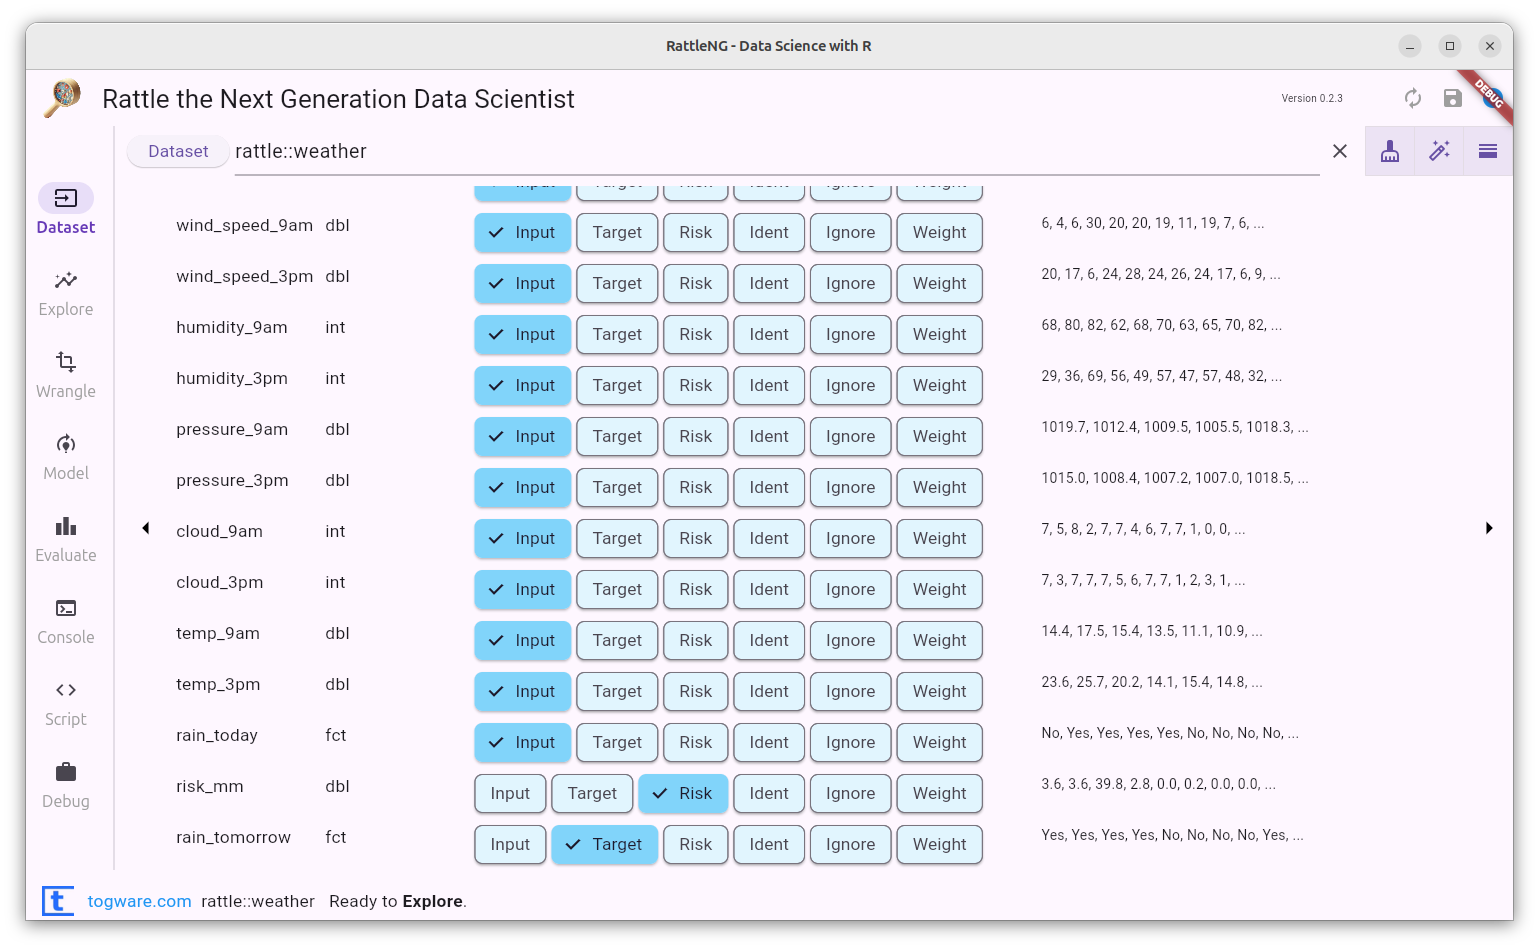 RattleNG - Data Science with R
Rattle the Next Generation Data Scientist
Version 0.2.3
DEBUG
Dataset rattle::weather
Input Target Risk Ident Ignore Weight
wind_speed_9am dbl Input Target Risk Ident Ignore Weight 6, 4, 6, 30, 20, 20, 19, 11, 19, 7, 6, ...
wind_speed_3pm dbl Input Target Risk Ident Ignore Weight 20, 17, 6, 24, 28, 24, 26, 24, 17, 6, 9, ...
humidity_9am int Input Target Risk Ident Ignore Weight 68, 80, 82, 62, 68, 70, 63, 65, 70, 82, ...
humidity_3pm int Input Target Risk Ident Ignore Weight 29, 36, 69, 56, 49, 57, 47, 57, 48, 32, ...
pressure_9am dbl Input Target Risk Ident Ignore Weight 1019.7, 1012.4, 1009.5, 1005.5, 1018.3, ...
pressure_3pm dbl Input Target Risk Ident Ignore Weight 1015.0, 1008.4, 1007.2, 1007.0, 1018.5, ...
cloud_9am int Input Target Risk Ident Ignore Weight 7, 5, 8, 2, 7, 7, 4, 6, 7, 7, 1, 0, 0, ...
cloud_3pm int Input Target Risk Ident Ignore Weight 7, 3, 7, 7, 7, 5, 6, 7, 7, 1, 2, 3, 1, ...
temp_9am dbl Input Target Risk Ident Ignore Weight 14.4, 17.5, 15.4, 13.5, 11.1, 10.9, ...
temp_3pm dbl Input Target Risk Ident Ignore Weight 23.6, 25.7, 20.2, 14.1, 15.4, 14.8, ...
rain_today fct Input Target Risk Ident Ignore Weight No, Yes, Yes, Yes, Yes, No, No, No, No, ...
risk_mm dbl Input Target Risk Ident Ignore Weight 3.6, 3.6, 39.8, 2.8, 0.0, 0.2, 0.0, 0.0, ...
rain_tomorrow fct Input Target Risk Ident Ignore Weight Yes, Yes, Yes, Yes, No, No, No, No, Yes, ...
Dataset
Explore
Wrangle
Model
Evaluate
Console
Script
Debug
t togware.com rattle::weather Ready to Explore.